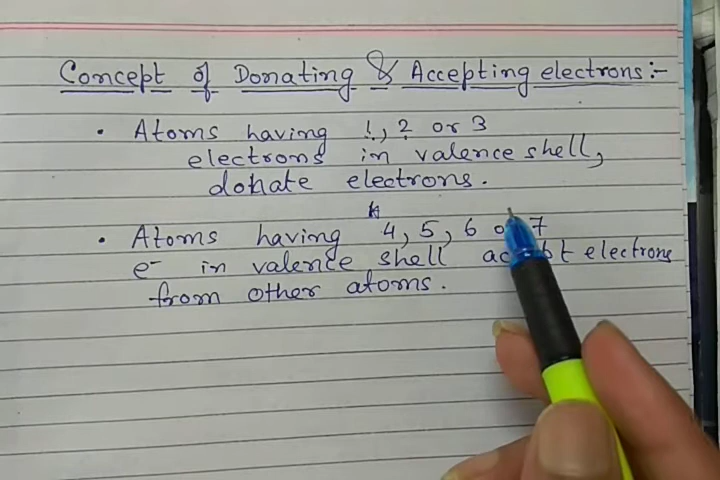 Concept of Donating & Accepting electrons:-
• Atoms having 1, 2 or 3
electrons in valence shell,
donate electrons.
• Atoms having 4, 5, 6 7
e- in valence shell electrons
from other atoms.